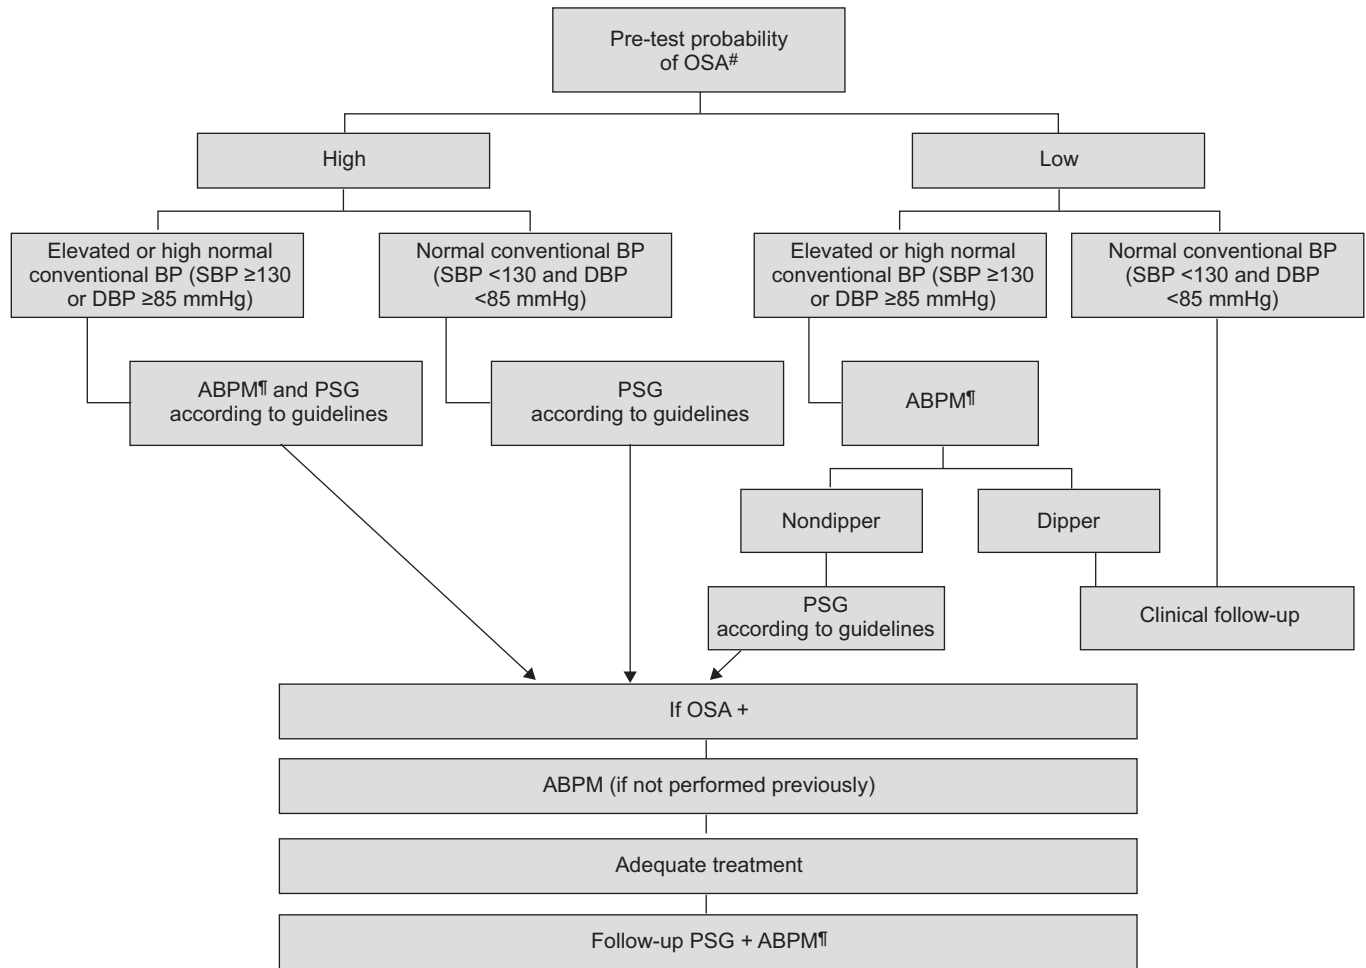 Pre-test probability
of OSA#
High
Low
Elevated or high normal
conventional BP (SBP ≥130
or DBP ≥85 mmHg)
Normal conventional BP
(SBP <130 and DBP
<85 mmHg)
Elevated or high normal
conventional BP (SBP ≥130
or DBP ≥85 mmHg)
Normal conventional BP
(SBP <130 and DBP
<85 mmHg)
ABPM¶ and PSG
according to guidelines
PSG
according to guidelines
ABPM¶
Nondipper
Dipper
PSG
according to guidelines
Clinical follow-up
If OSA +
ABPM (if not performed previously)
Adequate treatment
Follow-up PSG + ABPM¶